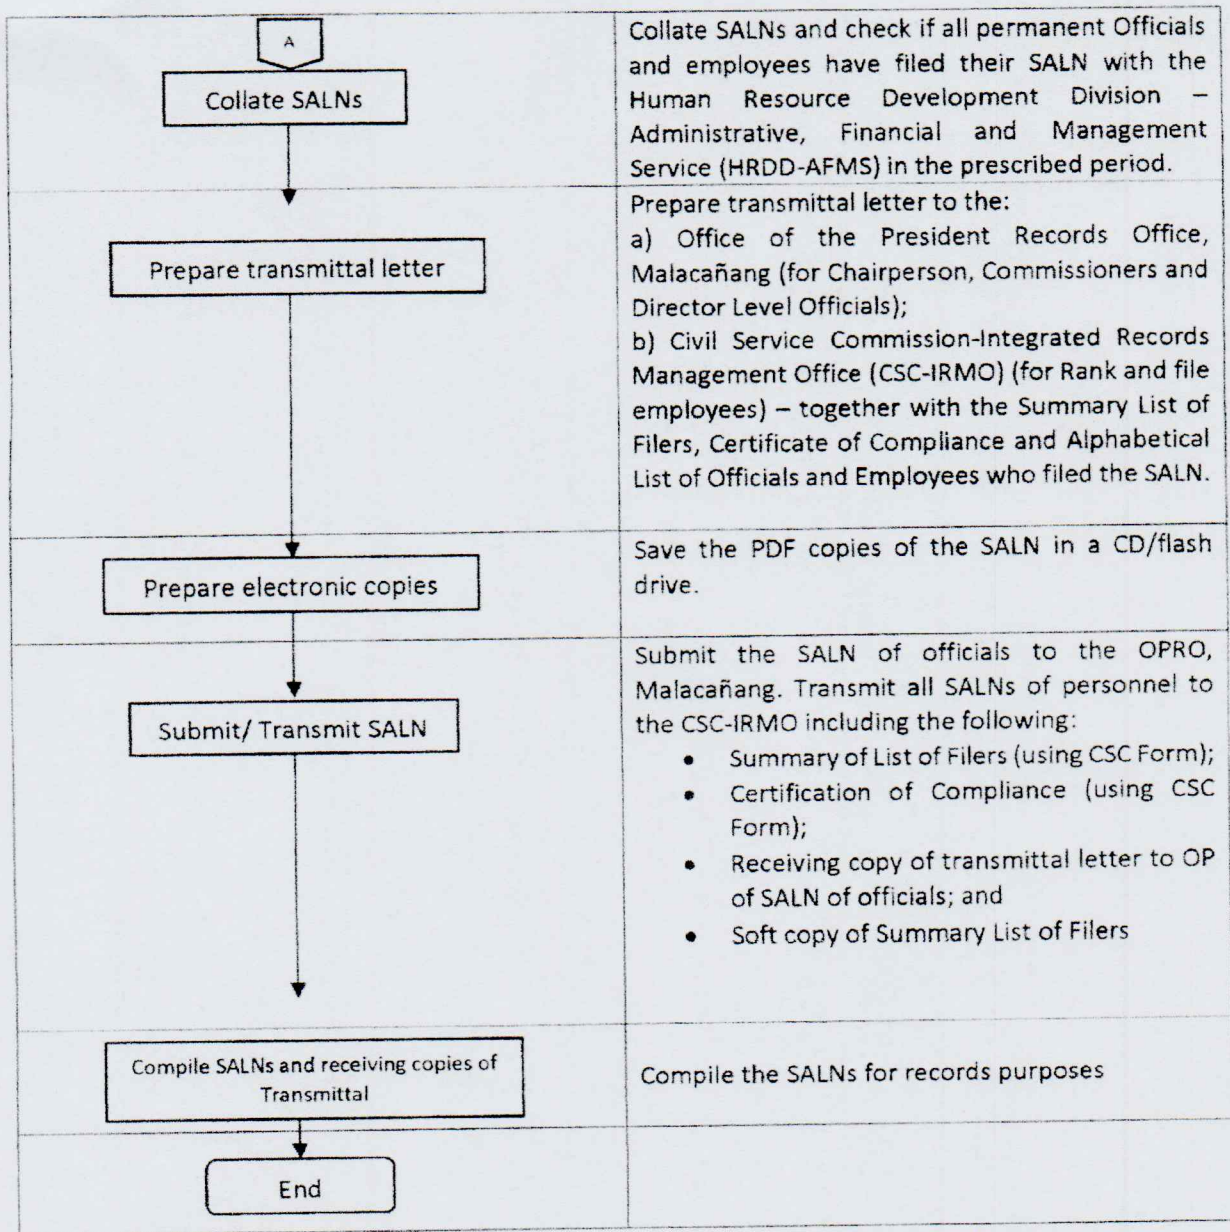 A
Collate SALNs
Collate SALNs and check if all permanent Officials
and employees have filed their SALN with the
Human Resource Development Division –
Administrative, Financial and Management
Service (HRDD-AFMS) in the prescribed period.
Prepare transmittal letter
Prepare transmittal letter to the:
a) Office of the President Records Office,
Malacañang (for Chairperson, Commissioners and
Director Level Officials);
b) Civil Service Commission-Integrated Records
Management Office (CSC-IRMO) (for Rank and file
employees) – together with the Summary List of
Filers, Certificate of Compliance and Alphabetical
List of Officials and Employees who filed the SALN.
Prepare electronic copies
Save the PDF copies of the SALN in a CD/flash
drive.
Submit/ Transmit SALN
Submit the SALN of officials to the OPRO,
Malacañang. Transmit all SALNs of personnel to
the CSC-IRMO including the following:
• Summary of List of Filers (using CSC Form);
• Certification of Compliance (using CSC
Form);
• Receiving copy of transmittal letter to OP
of SALN of officials; and
• Soft copy of Summary List of Filers
Compile SALNs and receiving copies of
Transmittal
Compile the SALNs for records purposes
End